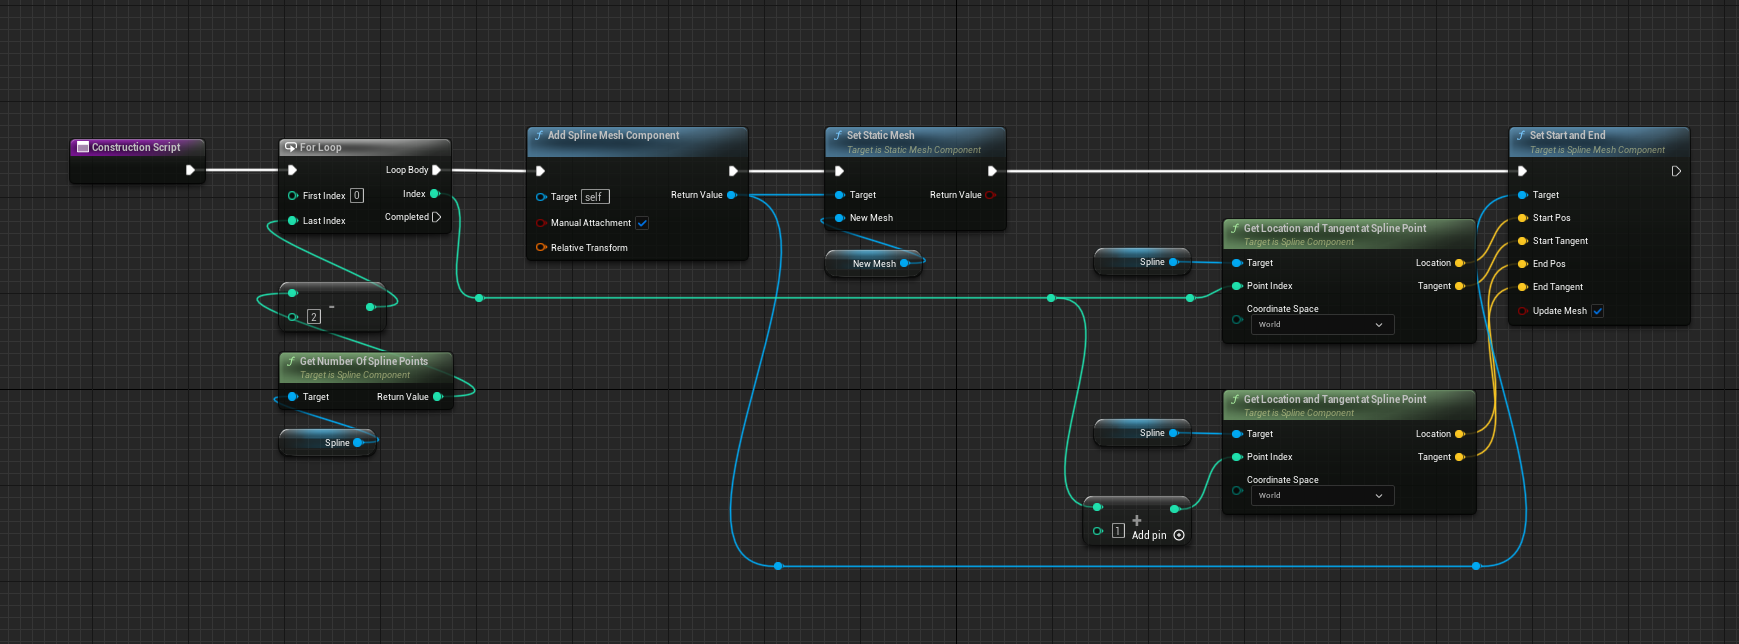 Construction Script
For Loop
Loop Body
First Index 0
Index
Last Index
Completed
-
2
Get Number Of Spline Points
Target is Spline Component
Target
Return Value
Spline
Add Spline Mesh Component
Target self
Return Value
Manual Attachment
Relative Transform
Set Static Mesh
Target is Static Mesh Component
Target
Return Value
New Mesh
New Mesh
Spline
Get Location and Tangent at Spline Point
Target is Spline Component
Target
Location
Point Index
Tangent
Coordinate Space
World
Spline
Get Location and Tangent at Spline Point
Target is Spline Component
Target
Location
Point Index
Tangent
Coordinate Space
World
+
1
Add pin
Set Start and End
Target is Spline Mesh Component
Target
Start Pos
Start Tangent
End Pos
End Tangent
Update Mesh